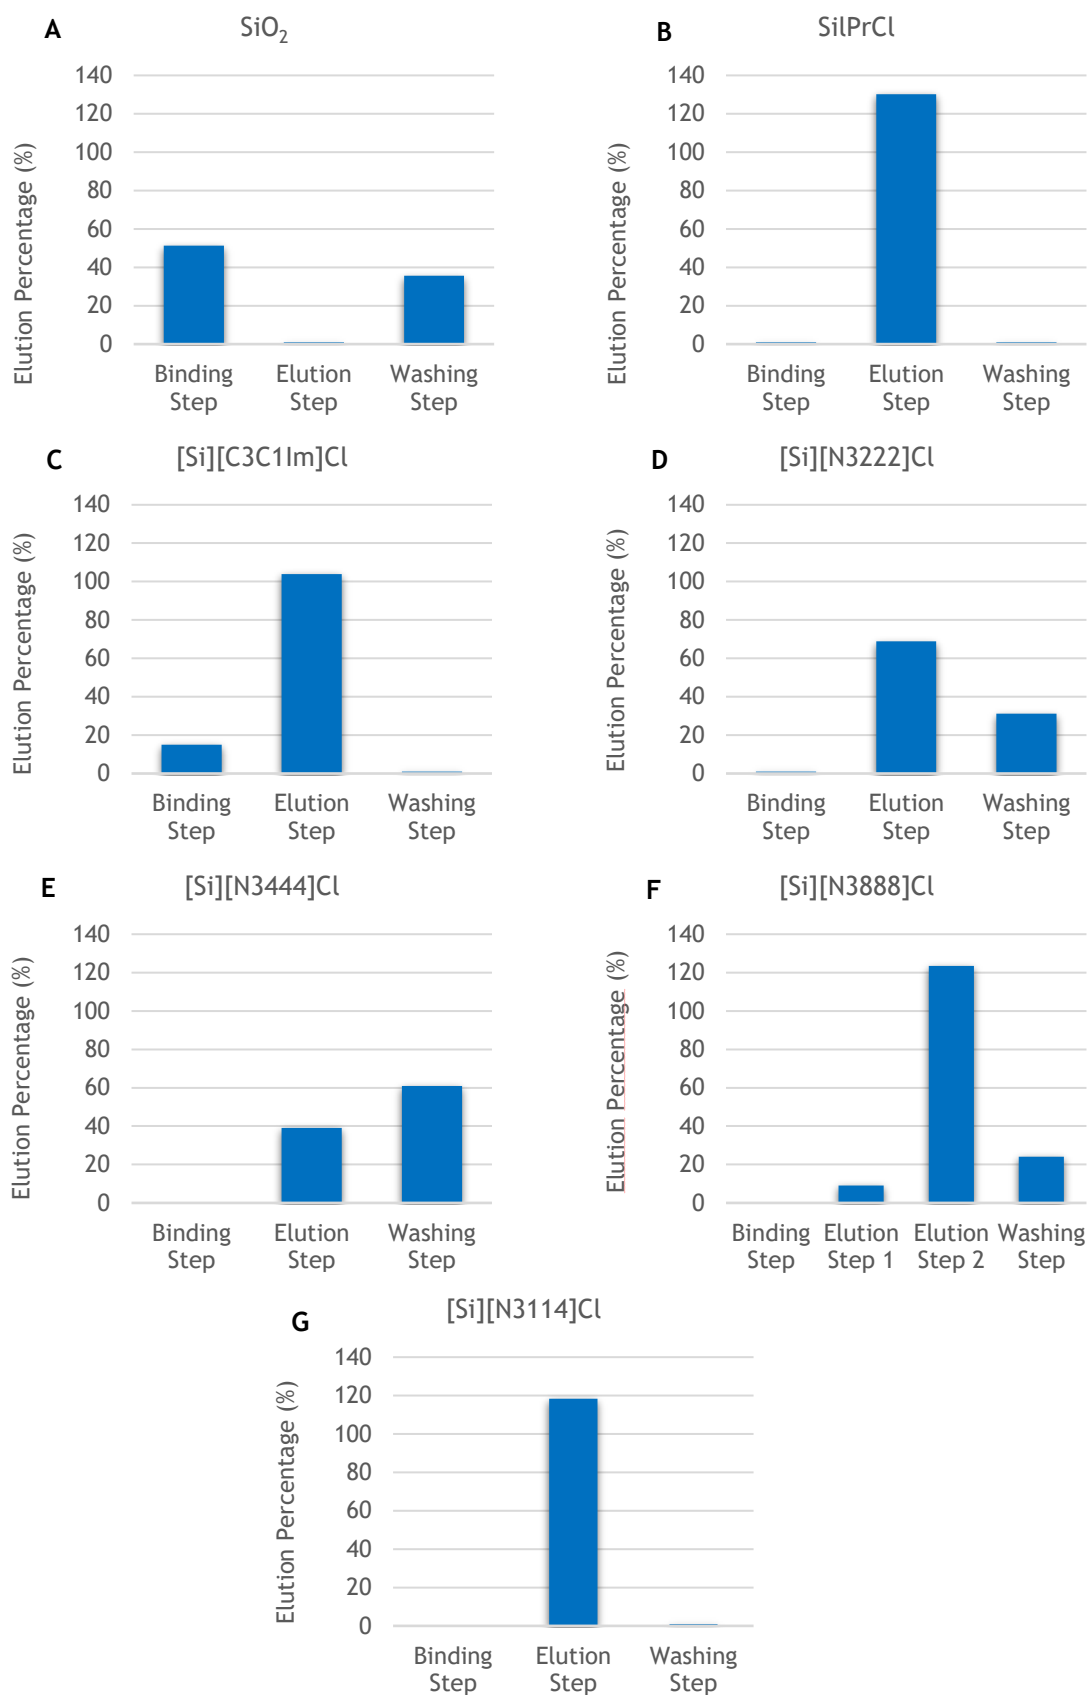 A
SiO₂
Elution Percentage (%)
140
120
100
80
60
40
20
0
Binding Step
Elution Step
Washing Step
B
SilPrCl
Elution Percentage (%)
140
120
100
80
60
40
20
0
Binding Step
Elution Step
Washing Step
C
[Si][C3C1Im]Cl
Elution Percentage (%)
140
120
100
80
60
40
20
0
Binding Step
Elution Step
Washing Step
D
[Si][N3222]Cl
Elution Percentage (%)
140
120
100
80
60
40
20
0
Binding Step
Elution Step
Washing Step
E
[Si][N3444]Cl
Elution Percentage (%)
140
120
100
80
60
40
20
0
Binding Step
Elution Step
Washing Step
F
[Si][N3888]Cl
Elution Percentage (%)
140
120
100
80
60
40
20
0
Binding Step
Elution Step 1
Elution Step 2
Washing Step
G
[Si][N3114]Cl
Elution Percentage (%)
140
120
100
80
60
40
20
0
Binding Step
Elution Step
Washing Step